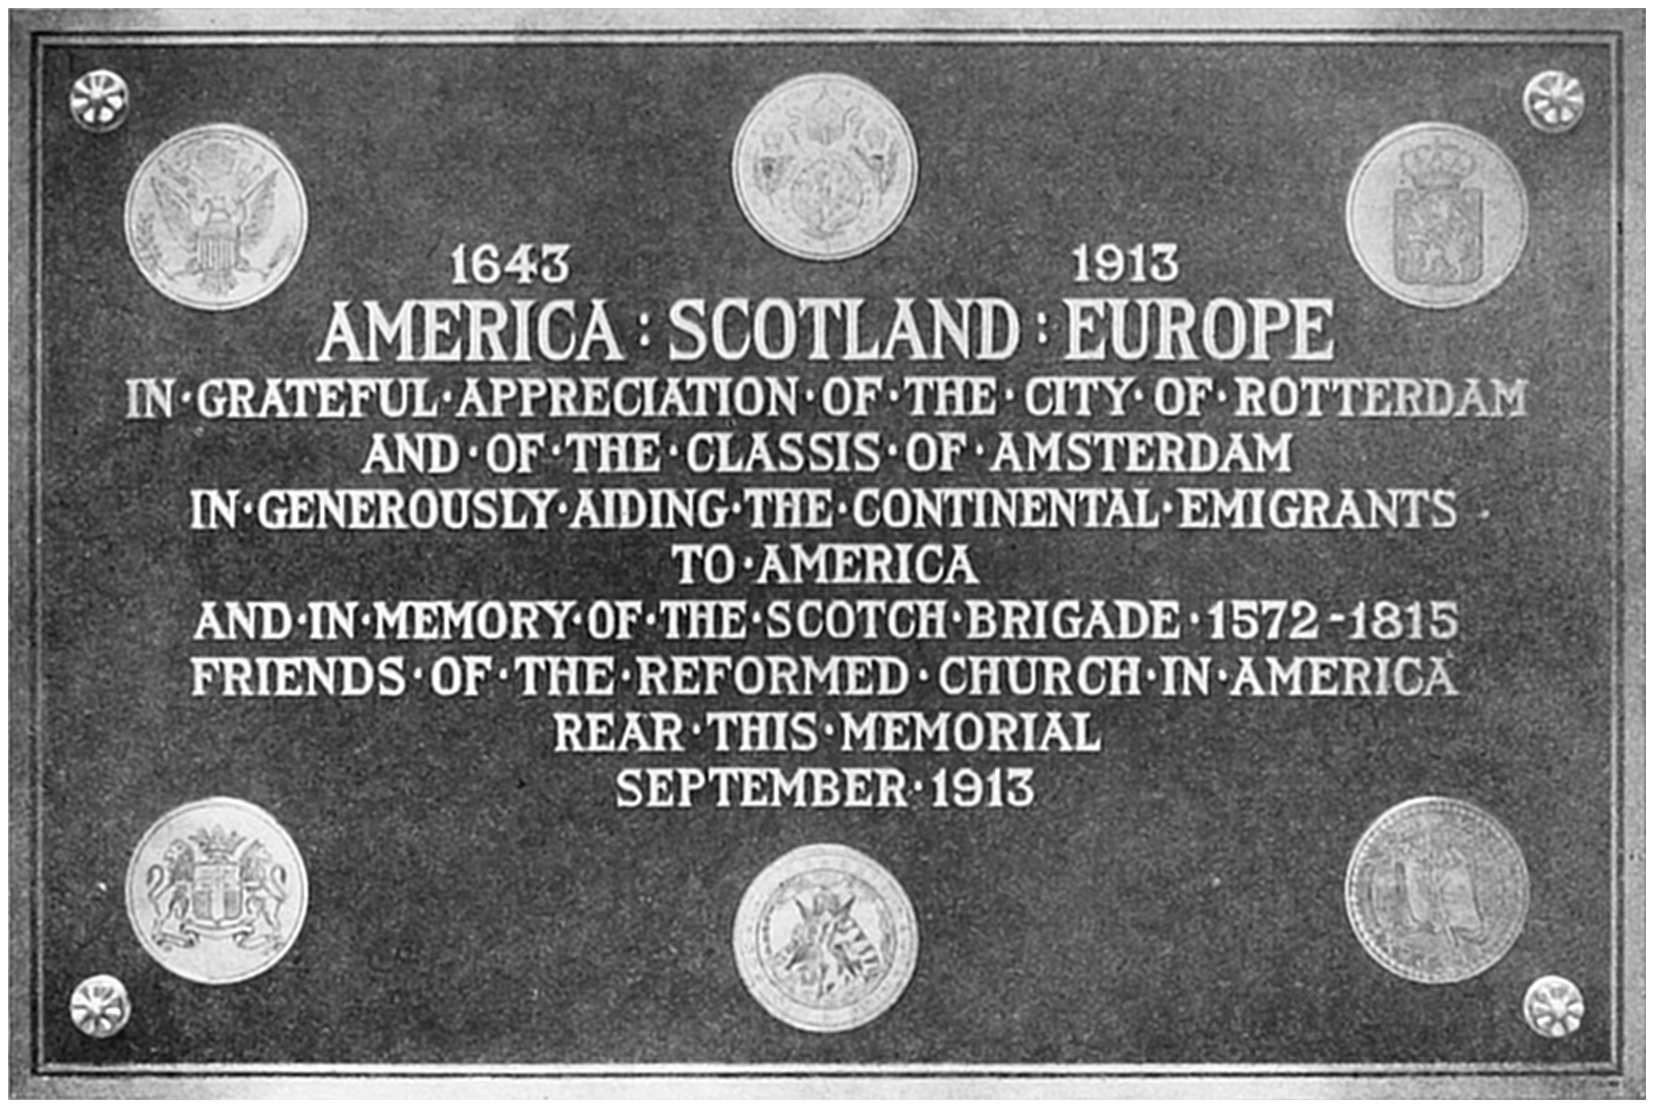 1643 1913
AMERICA : SCOTLAND : EUROPE
IN·GRATEFUL·APPRECIATION·OF·THE·CITY·OF·ROTTERDAM
AND·OF·THE·CLASSIS·OF·AMSTERDAM
IN·GENEROUSLY·AIDING·THE·CONTINENTAL·EMIGRANTS·
TO·AMERICA
AND·IN·MEMORY·OF·THE·SCOTCH·BRIGADE·1572-1815
FRIENDS·OF·THE·REFORMED·CHURCH·IN·AMERICA
REAR·THIS·MEMORIAL
SEPTEMBER·1913